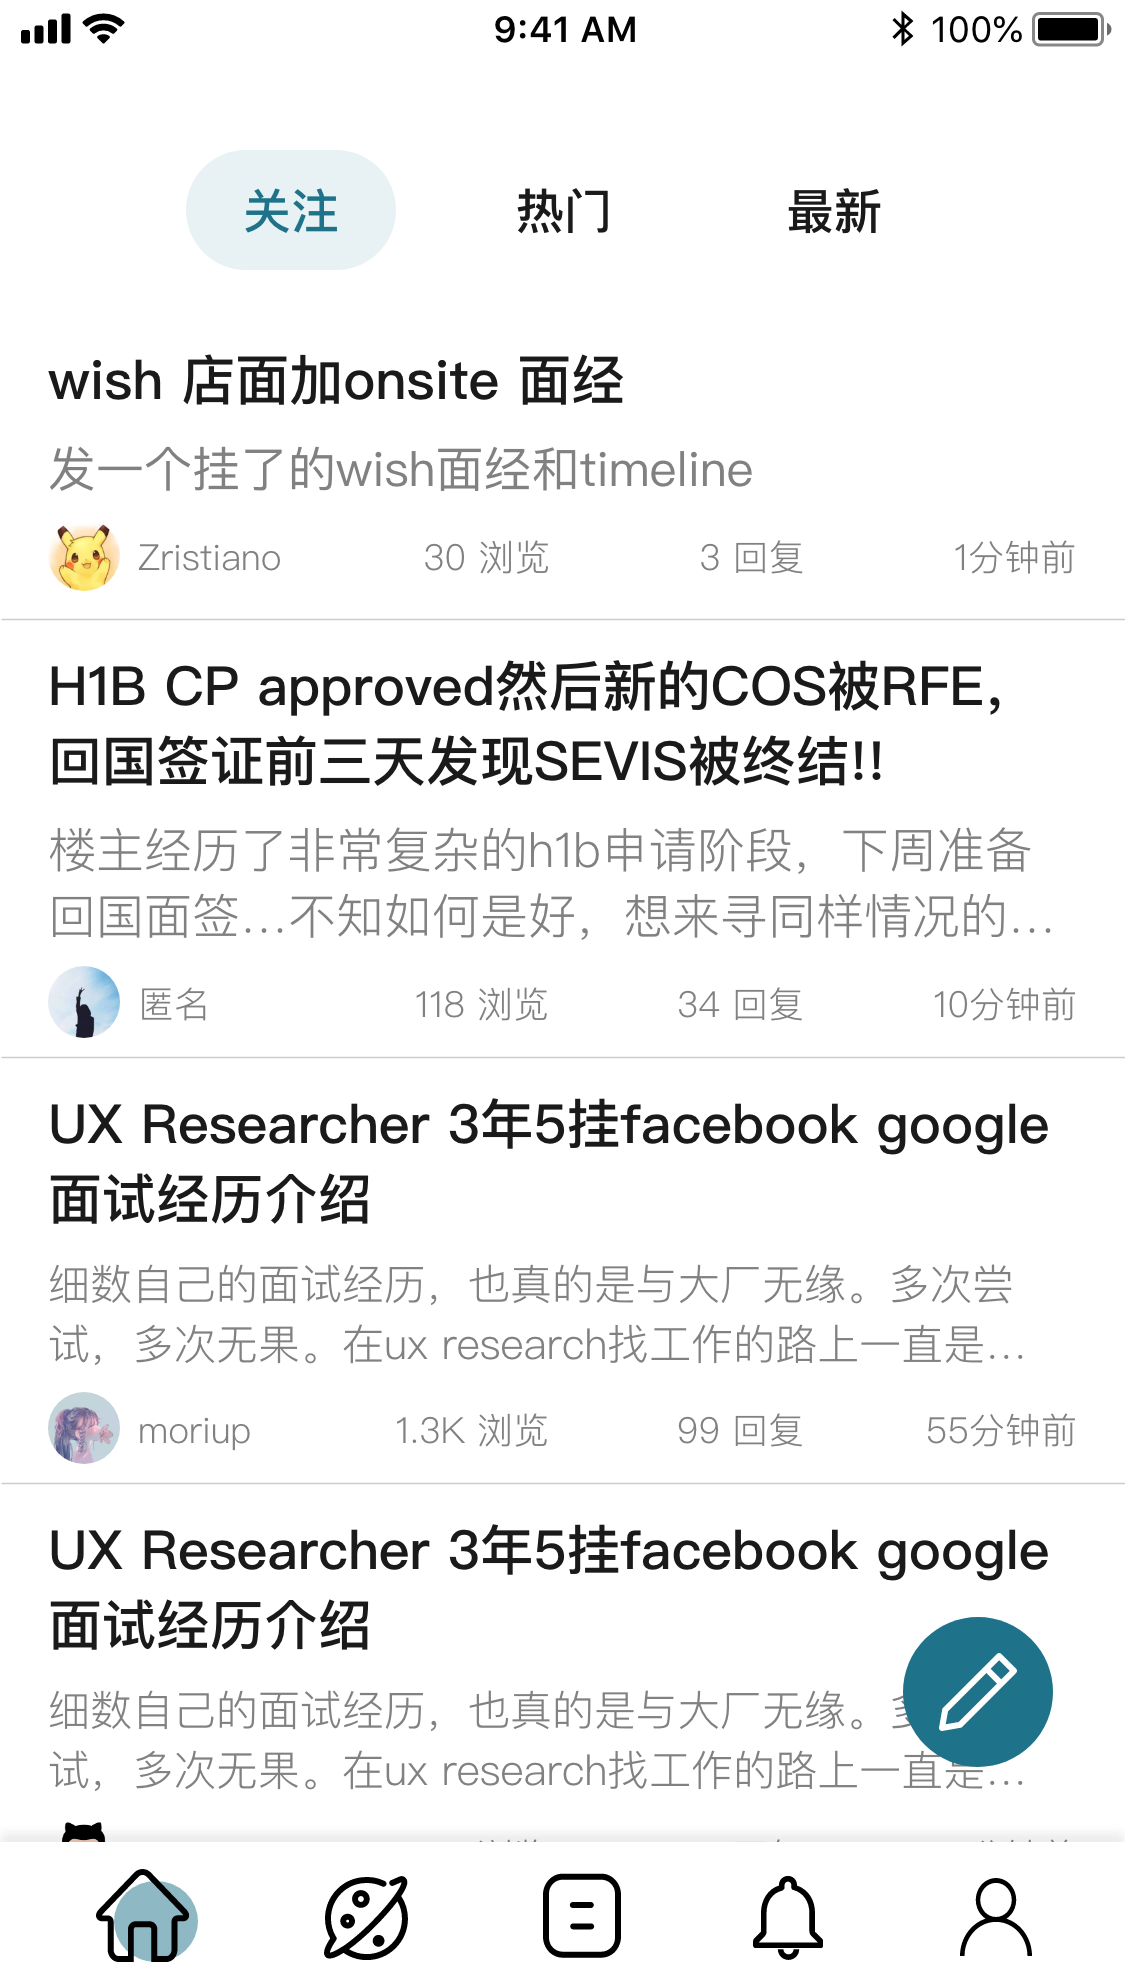 9:41 AM 100%
关注 热门 最新
wish 店面加onsite 面经
发一个挂了的wish面经和timeline
Zristiano 30 浏览 3 回复 1分钟前
H1B CP approved然后新的COS被RFE，
回国签证前三天发现SEVIS被终结!!
楼主经历了非常复杂的h1b申请阶段，下周准备
回国面签...不知如何是好，想来寻同样情况的...
匿名 118 浏览 34 回复 10分钟前
UX Researcher 3年5挂facebook google
面试经历介绍
细数自己的面试经历，也真的是与大厂无缘。多次尝
试，多次无果。在ux research找工作的路上一直是...
moriup 1.3K 浏览 99 回复 55分钟前
UX Researcher 3年5挂facebook google
面试经历介绍
细数自己的面试经历，也真的是与大厂无缘。
试，多次无果。在ux research找工作的路上一直是...